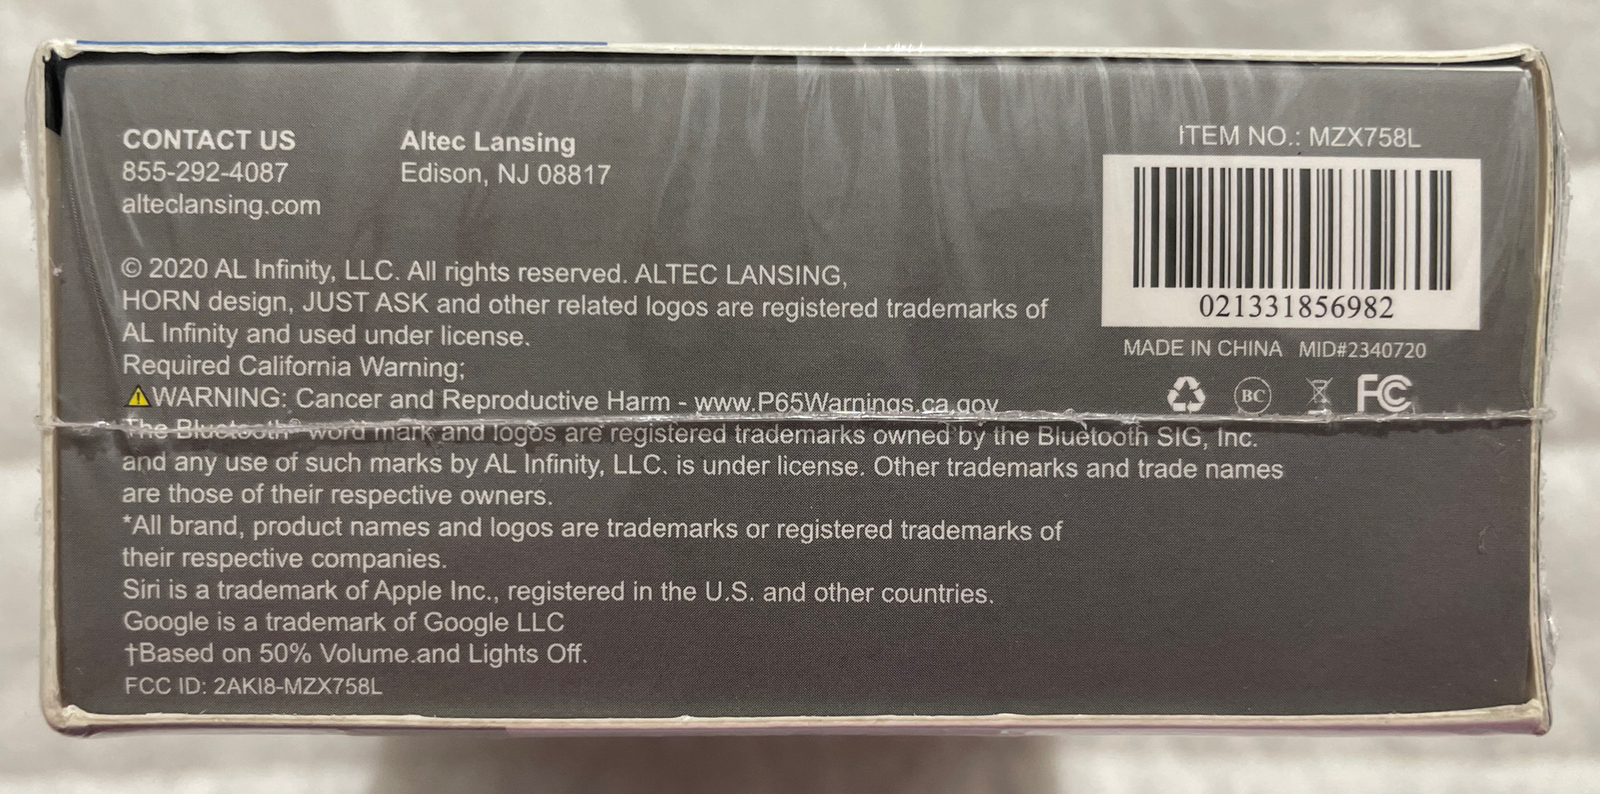 CONTACT US
855-292-4087
alteclansing.com
Altec Lansing
Edison, NJ 08817
ITEM NO.: MZX758L
021331856982
MADE IN CHINA MID#2340720
BC
FC
© 2020 AL Infinity, LLC. All rights reserved. ALTEC LANSING,
HORN design, JUST ASK and other related logos are registered trademarks of
AL Infinity and used under license.
Required California Warning;
⚠WARNING: Cancer and Reproductive Harm - www.P65Warnings.ca.gov
The Bluetooth® word mark and logos are registered trademarks owned by the Bluetooth SIG, Inc.
and any use of such marks by AL Infinity, LLC. is under license. Other trademarks and trade names
are those of their respective owners.
*All brand, product names and logos are trademarks or registered trademarks of
their respective companies.
Siri is a trademark of Apple Inc., registered in the U.S. and other countries.
Google is a trademark of Google LLC
†Based on 50% Volume.and Lights Off.
FCC ID: 2AKI8-MZX758L